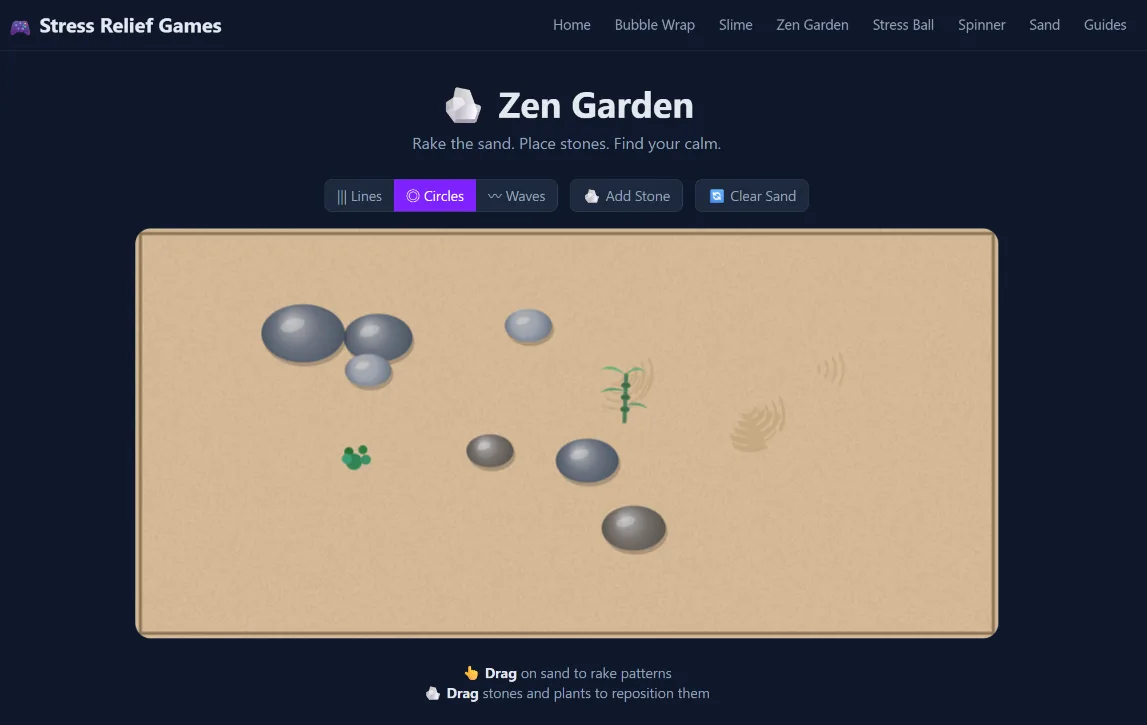 Stress Relief Games
Home Bubble Wrap Slime Zen Garden Stress Ball Spinner Sand Guides
Zen Garden
Rake the sand. Place stones. Find your calm.
Lines Circles Waves Add Stone Clear Sand
Drag on sand to rake patterns
Drag stones and plants to reposition them